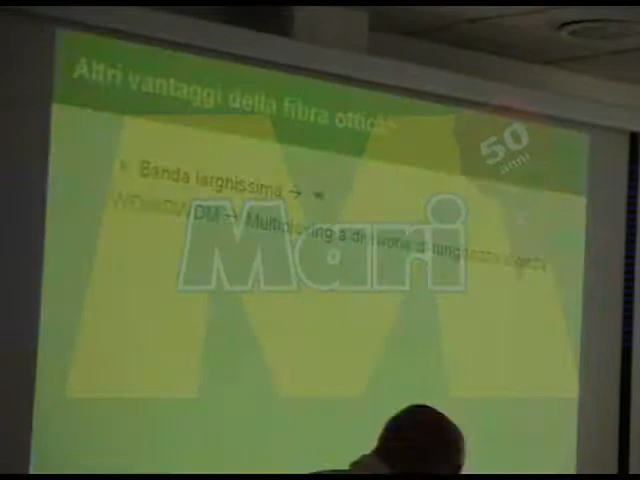 Altri vantaggi della fibra ottica
50
anni
Banda larghissima → ∞
WDM → Multiplexing a divisione di lunghezza d'onda
Mari